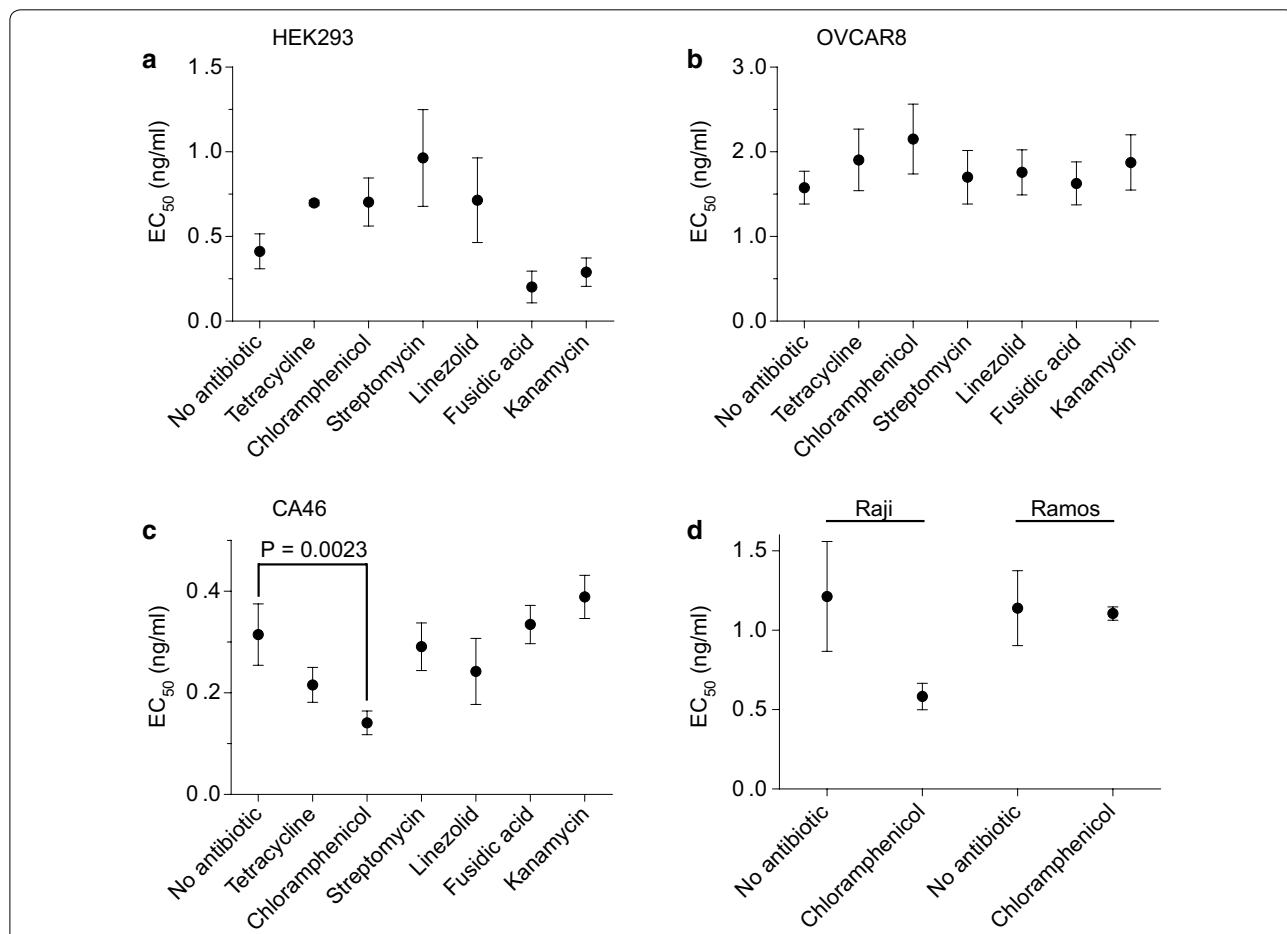 HEK293
a
1.5
1.0
0.5
0.0
EC50 (ng/ml)
No antibiotic
Tetracycline
Chloramphenicol
Streptomycin
Linezolid
Fusidic acid
Kanamycin
OVCAR8
b
3.0
2.0
1.0
0.0
EC50 (ng/ml)
No antibiotic
Tetracycline
Chloramphenicol
Streptomycin
Linezolid
Fusidic acid
Kanamycin
CA46
c
P = 0.0023
0.4
0.2
0.0
EC50 (ng/ml)
No antibiotic
Tetracycline
Chloramphenicol
Streptomycin
Linezolid
Fusidic acid
Kanamycin
d
Raji
Ramos
1.5
1.0
0.5
0.0
EC50 (ng/ml)
No antibiotic
Chloramphenicol
No antibiotic
Chloramphenicol